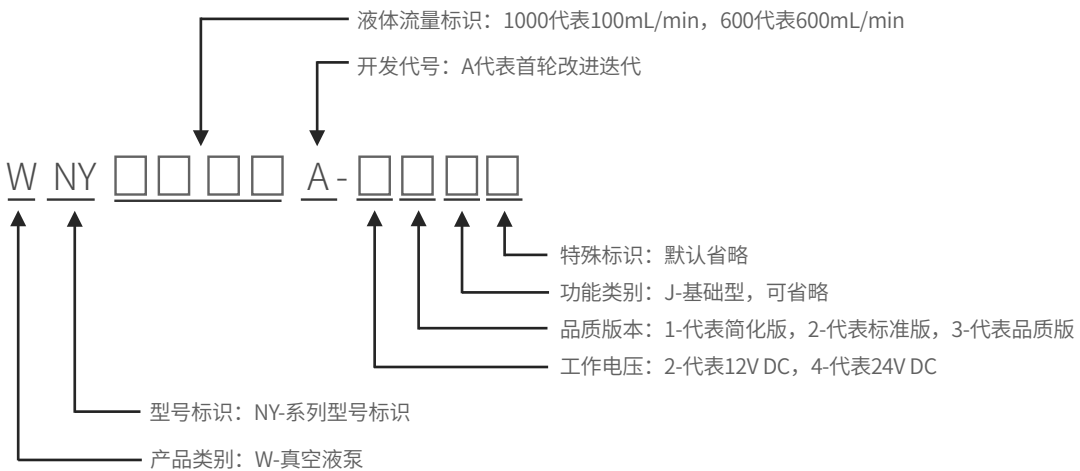 液体流量标识：1000代表100mL/min，600代表600mL/min
开发代号：A代表首轮改进迭代
W NY □□□□ A-□□□□
特殊标识：默认省略
功能类别：J-基础型，可省略
品质版本：1-代表简化版，2-代表标准版，3-代表品质版
工作电压：2-代表12V DC，4-代表24V DC
型号标识：NY-系列型号标识
产品类别：W-真空液泵